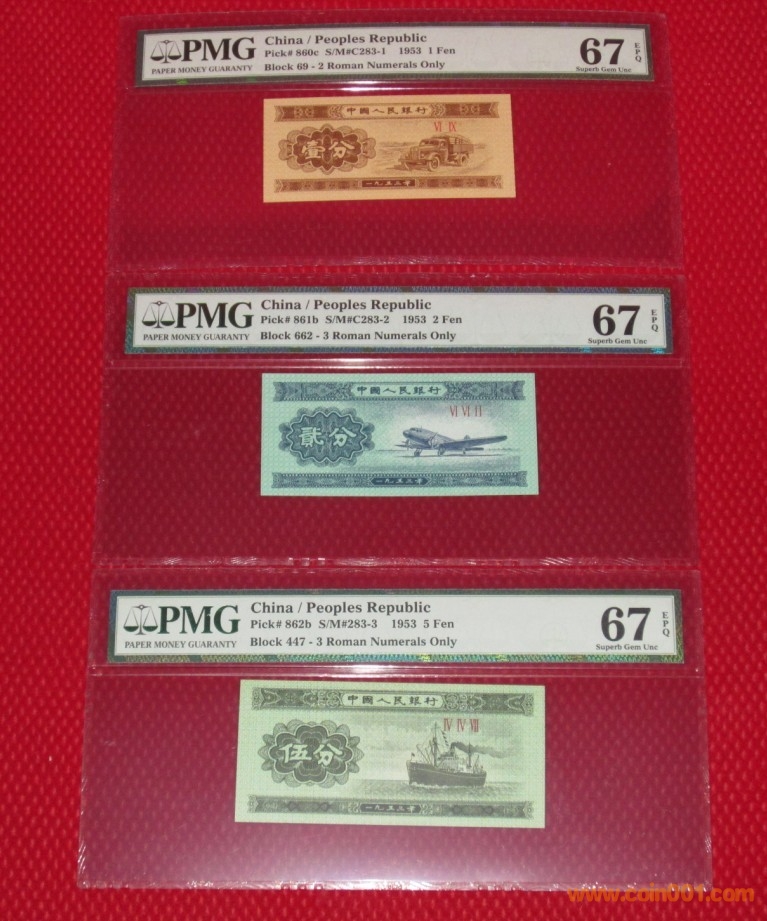 PMG
PAPER MONEY GUARANTY
China / Peoples Republic
Pick# 860c S/M#C283-1 1953 1 Fen
Block 69 - 2 Roman Numerals Only
67
EPQ
Superb Gem Unc
中國人民銀行
VI IX
壹分
一九五三年
PMG
PAPER MONEY GUARANTY
China / Peoples Republic
Pick# 861b S/M#C283-2 1953 2 Fen
Block 662 - 3 Roman Numerals Only
67
EPQ
Superb Gem Unc
中國人民銀行
VI VI II
貳分
一九五三年
PMG
PAPER MONEY GUARANTY
China / Peoples Republic
Pick# 862b S/M#283-3 1953 5 Fen
Block 447 - 3 Roman Numerals Only
67
EPQ
Superb Gem Unc
中國人民銀行
IV IV VII
伍分
一九五三年
www.coin001.com